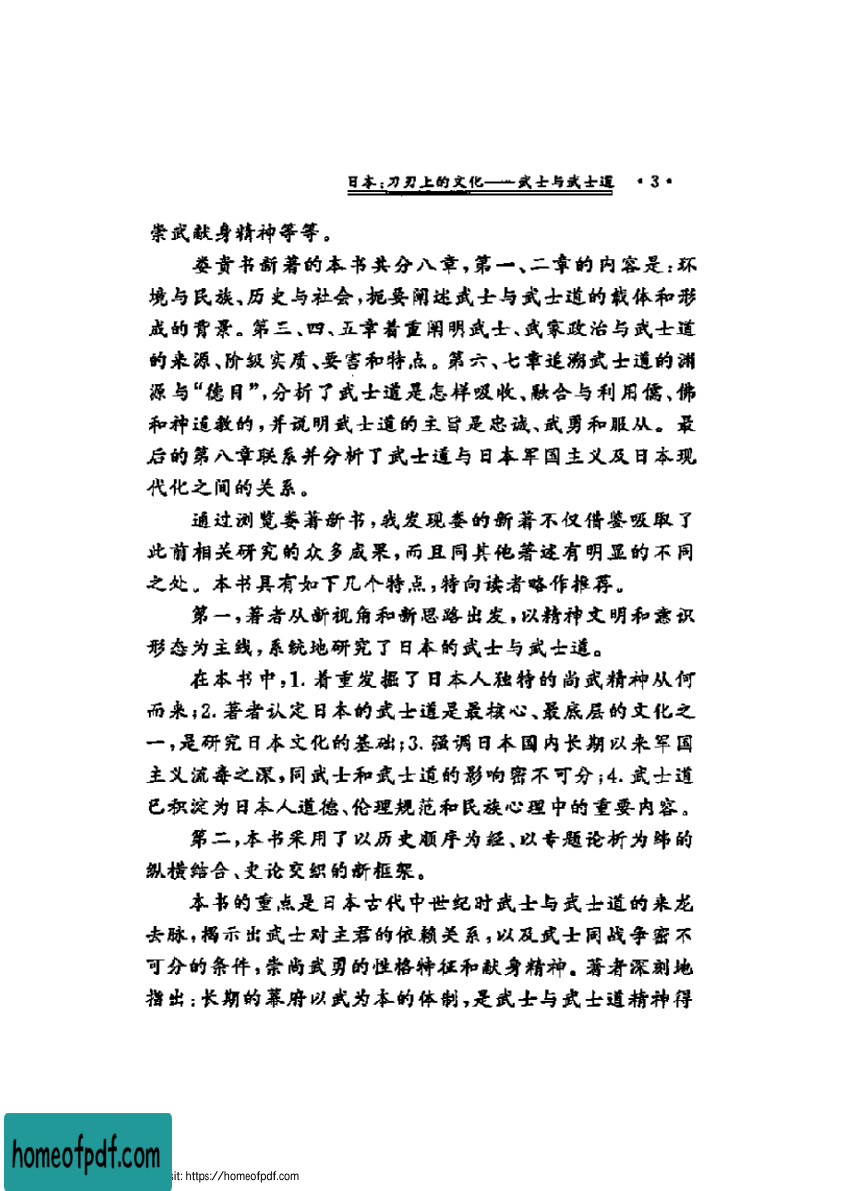 日本:刀刃上的文化——武士与武士道 ·3·
崇武献身精神等等。
娄贵书新著的本书共分八章,第一、二章的内容是:环
境与民族、历史与社会,扼要阐述武士与武士道的载体和形
成的背景。第三、四、五章着重阐明武士、武家政治与武士道
的来源、阶级实质、要害和特点。第六、七章追溯武士道的渊
源与“德目”,分析了武士道是怎样吸收、融合与利用儒、佛
和神道教的,并说明武士道的主旨是忠诚、武勇和服从。最
后的第八章联系并分析了武士道与日本军国主义及日本现
代化之间的关系。
通过浏览娄著新书,我发现娄的新著不仅借鉴吸取了
此前相关研究的众多成果,而且同其他著述有明显的不同
之处。本书具有如下几个特点,特向读者略作推荐。
第一,著者从新视角和新思路出发,以精神文明和意识
形态为主线,系统地研究了日本的武士与武士道。
在本书中,1.着重发掘了日本人独特的尚武精神从何
而来;2.著者认定日本的武士道是最核心、最底层的文化之
一,是研究日本文化的基础;3.强调日本国内长期以来军国
主义流毒之深,同武士和武士道的影响密不可分;4.武士道
已积淀为日本人道德、伦理规范和民族心理中的重要内容。
第二,本书采用了以历史顺序为经、以专题论析为纬的
纵横结合、史论交织的新框架。
本书的重点是日本古代中世纪时武士与武士道的来龙
去脉,揭示出武士对主君的依赖关系,以及武士同战争密不
可分的条件,崇尚武勇的性格特征和献身精神。著者深刻地
指出:长期的幕府以武为本的体制,是武士与武士道精神得
homeofpdf.com
sit: https://homeofpdf.com